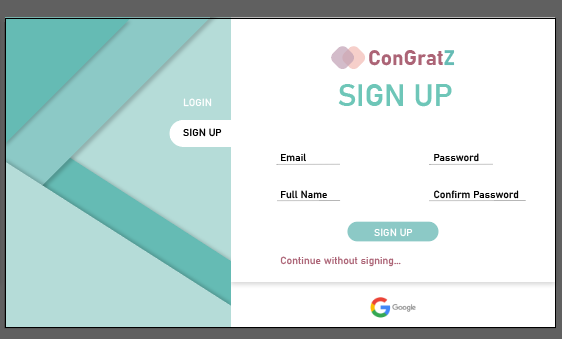 LOGIN
SIGN UP
ConGratZ
SIGN UP
Email
Password
Full Name
Confirm Password
SIGN UP
Continue without signing...
Google